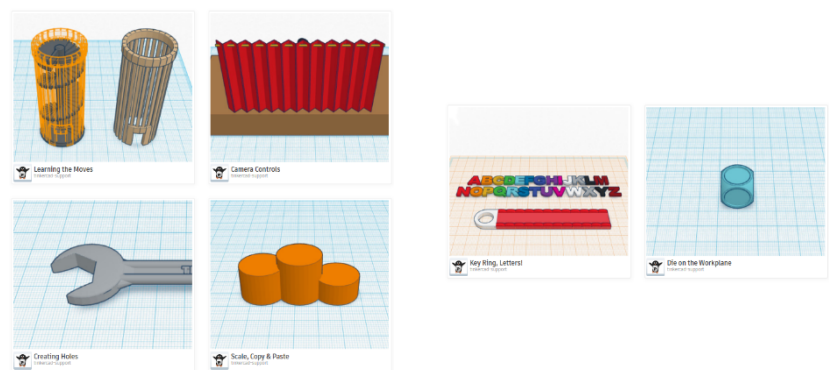 Learning the Moves
tinkercad-support
Camera Controls
tinkercad-support
Creating Holes
tinkercad-support
Scale, Copy & Paste
tinkercad-support
ABCDEFGHIJKLM
NOPQRSTUVWXYZ
Key Ring, Letters!
tinkercad-support
Die on the Workplane
tinkercad-support